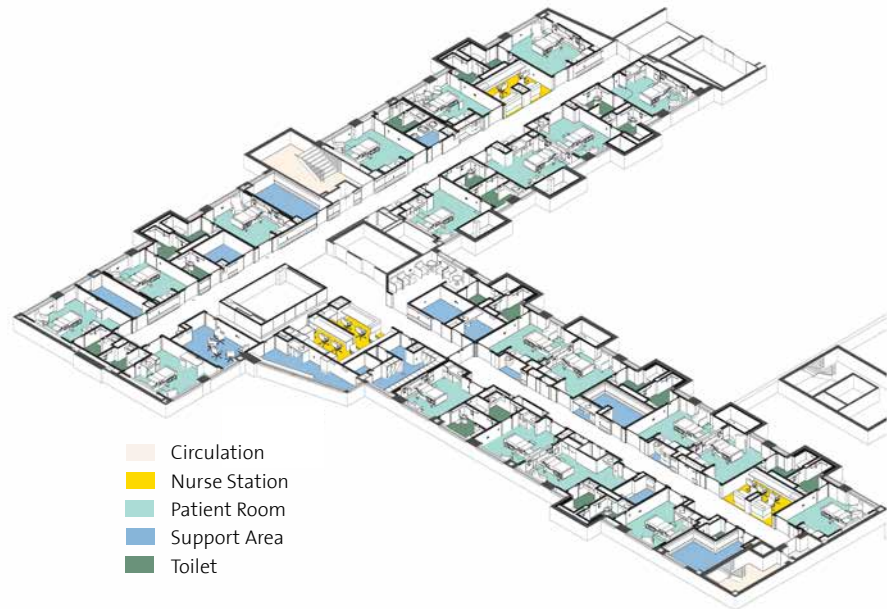 Circulation
Nurse Station
Patient Room
Support Area
Toilet